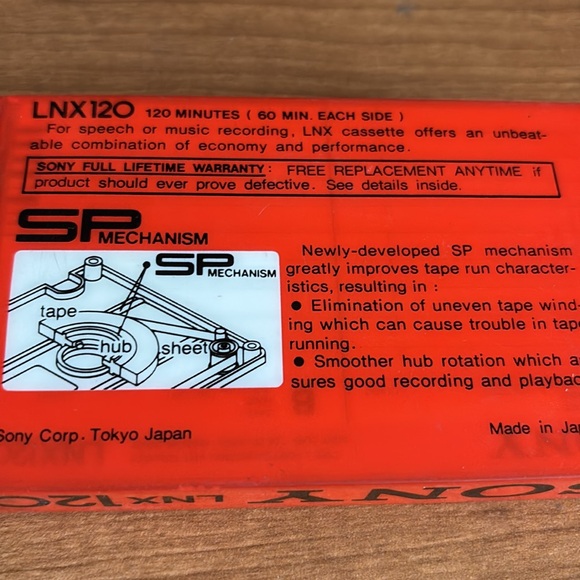 LNX120 120 MINUTES ( 60 MIN. EACH SIDE )
For speech or music recording, LNX cassette offers an unbeat-
able combination of economy and performance.
SONY FULL LIFETIME WARRANTY: FREE REPLACEMENT ANYTIME if
product should ever prove defective. See details inside.
SP MECHANISM
SP MECHANISM
tape
hub
sheet
Newly-developed SP mechanism
greatly improves tape run character-
istics, resulting in :
● Elimination of uneven tape wind-
ing which can cause trouble in tape
running.
● Smoother hub rotation which as
sures good recording and playback
Sony Corp. Tokyo Japan
Made in Jap
SONY LNX120